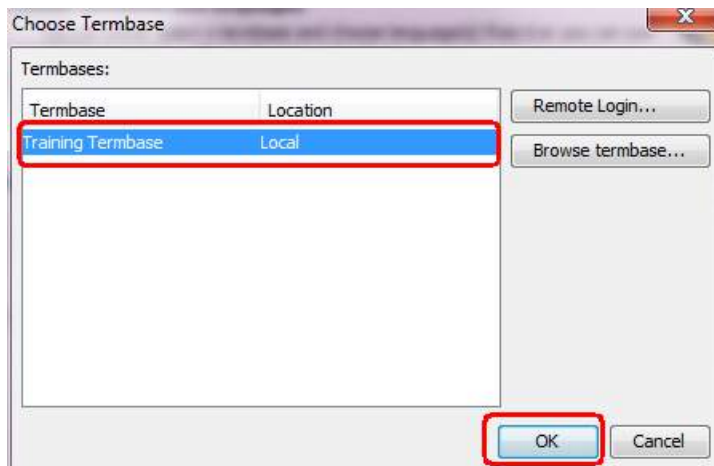 Choose Termbase
Termbases:
Termbase Location Remote Login...
Training Termbase Local Browse termbase...
OK Cancel